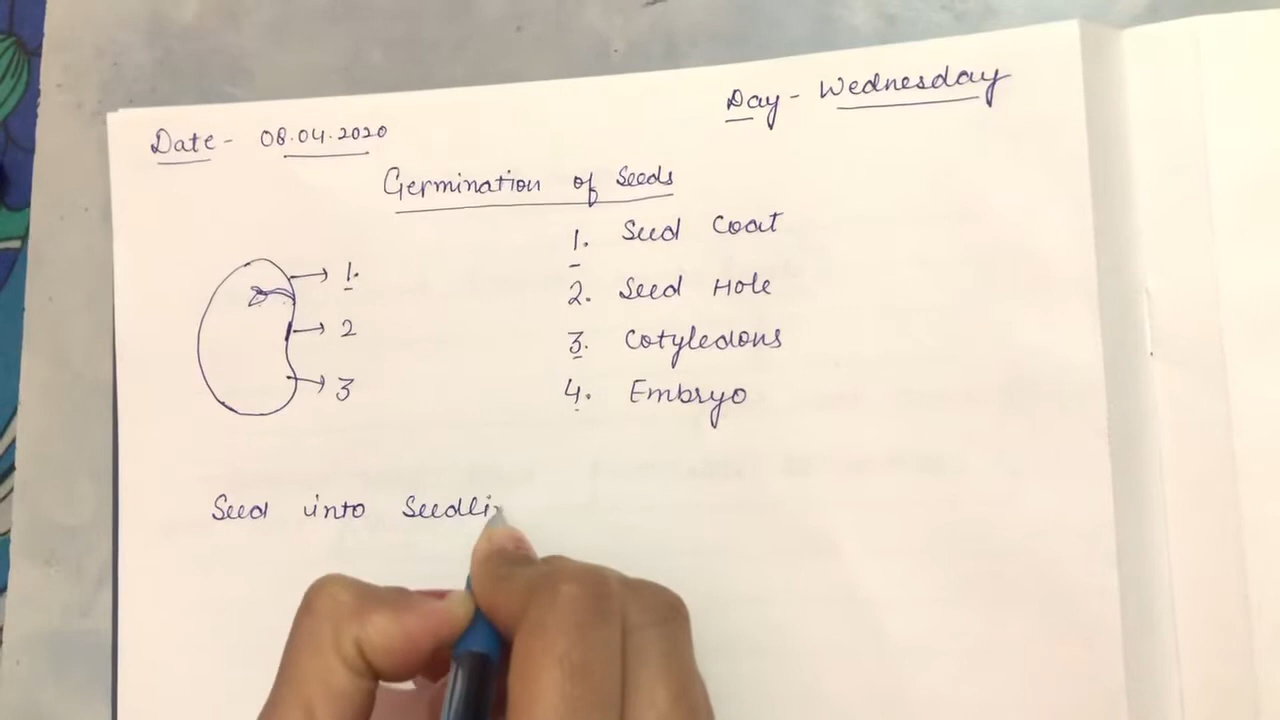 Date - 08.04.2020
Day - Wednesday
Germination of Seeds
1. Seed Coat
2. Seed Hole
3. Cotyledons
4. Embryo
1.
2
3
Seed into Seedli